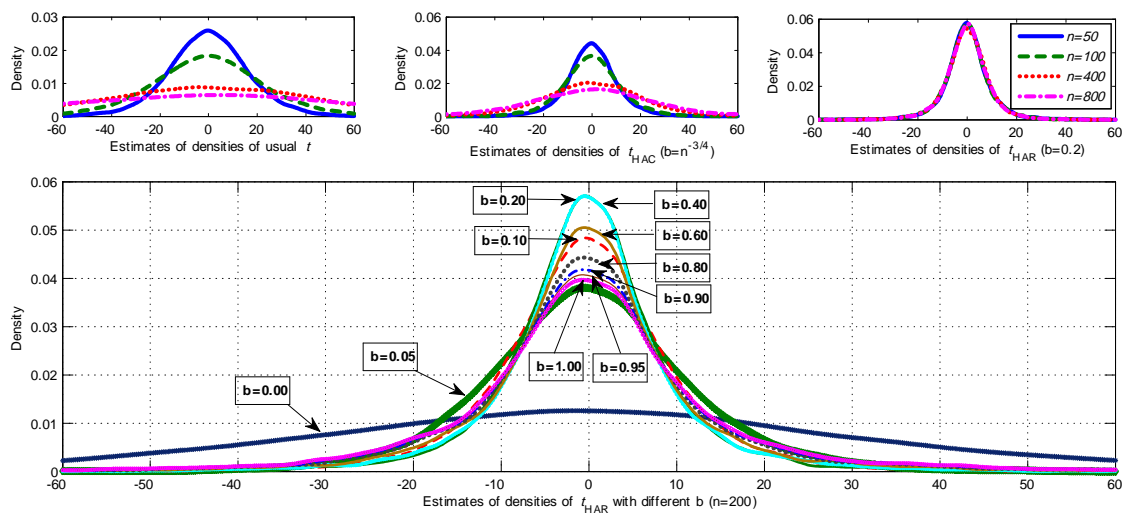 0.03
0.02
0.01
0
Density
-60 -40 -20 0 20 40 60
Estimates of densities of usual t
0.06
0.04
0.02
0
Density
-60 -40 -20 0 20 40 60
Estimates of densities of tHAC (b=n-3/4)
0.06
0.04
0.02
0
Density
-60 -40 -20 0 20 40 60
Estimates of densities of tHAR (b=0.2)
n=50
n=100
n=400
n=800
0.06
0.05
0.04
0.03
0.02
0.01
0
Density
b=0.20
b=0.40
b=0.10
b=0.60
b=0.80
b=0.90
b=0.05
b=1.00
b=0.95
b=0.00
-60 -50 -40 -30 -20 -10 0 10 20 30 40 50 60
Estimates of densities of tHAR with different b (n=200)